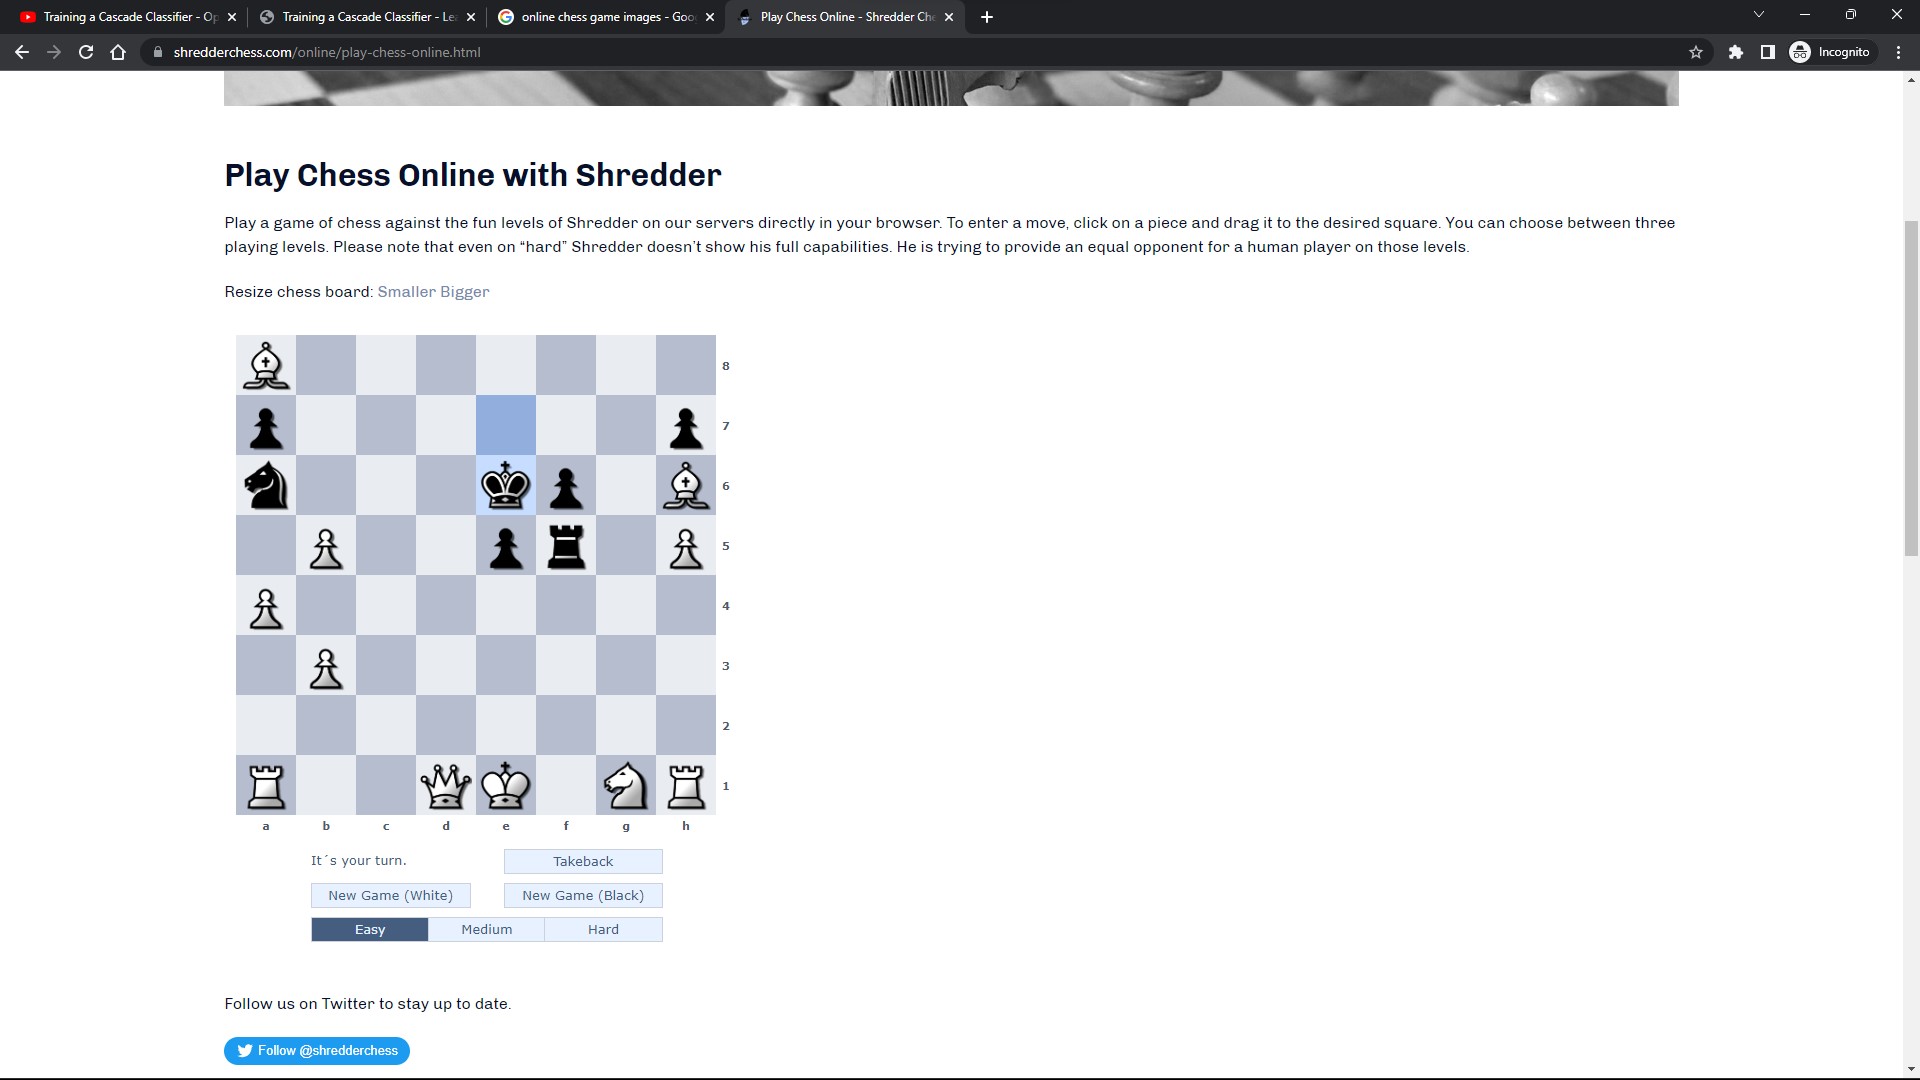 Training a Cascade Classifier - Op
Training a Cascade Classifier - Lea
online chess game images - Goo
Play Chess Online - Shredder Che
shredderchess.com/online/play-chess-online.html
Incognito
Play Chess Online with Shredder
Play a game of chess against the fun levels of Shredder on our servers directly in your browser. To enter a move, click on a piece and drag it to the desired square. You can choose between three
playing levels. Please note that even on “hard” Shredder doesn’t show his full capabilities. He is trying to provide an equal opponent for a human player on those levels.
Resize chess board: Smaller Bigger
8
7
6
5
4
3
2
1
a b c d e f g h
It´s your turn.
Takeback
New Game (White)
New Game (Black)
Easy
Medium
Hard
Follow us on Twitter to stay up to date.
Follow @shredderchess